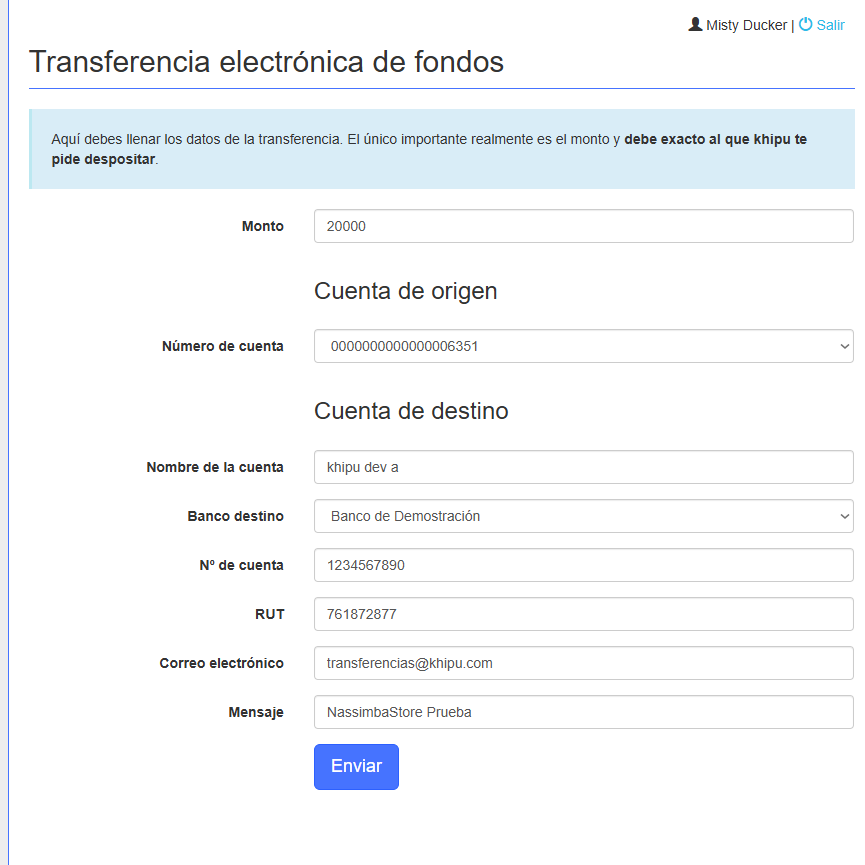 Misty Ducker | Salir
Transferencia electrónica de fondos
Aquí debes llenar los datos de la transferencia. El único importante realmente es el monto y debe exacto al que khipu te
pide despositar.
Monto 20000
Cuenta de origen
Número de cuenta 0000000000000006351
Cuenta de destino
Nombre de la cuenta khipu dev a
Banco destino Banco de Demostración
Nº de cuenta 1234567890
RUT 761872877
Correo electrónico transferencias@khipu.com
Mensaje NassimbaStore Prueba
Enviar